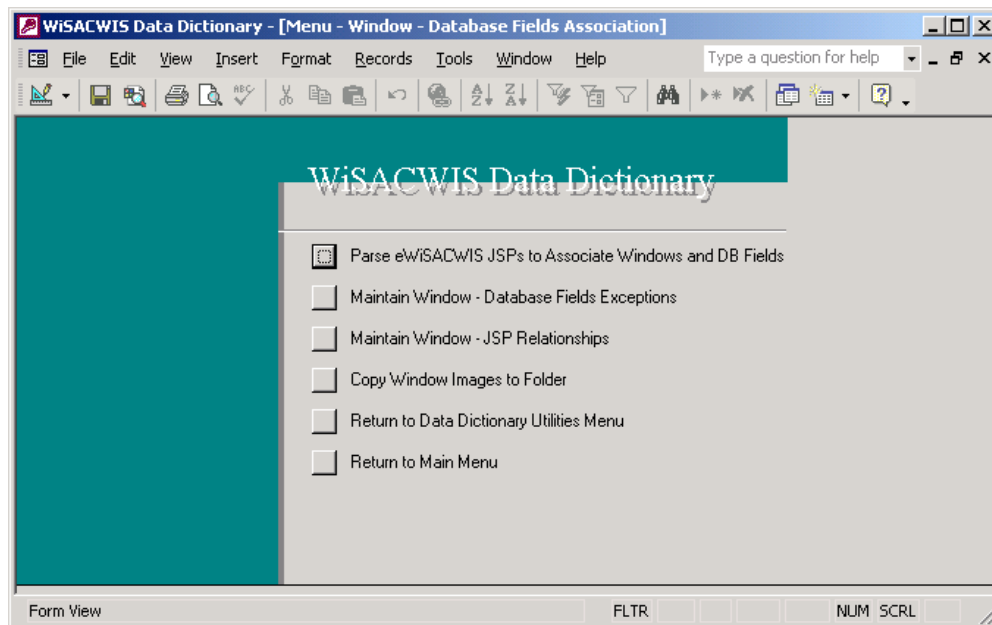 WiSACWIS Data Dictionary - [Menu - Window - Database Fields Association]
File Edit View Insert Format Records Tools Window Help Type a question for help
WiSACWIS Data Dictionary
Parse eWiSACWIS JSPs to Associate Windows and DB Fields
Maintain Window - Database Fields Exceptions
Maintain Window - JSP Relationships
Copy Window Images to Folder
Return to Data Dictionary Utilities Menu
Return to Main Menu
Form View FLTR NUM SCRL